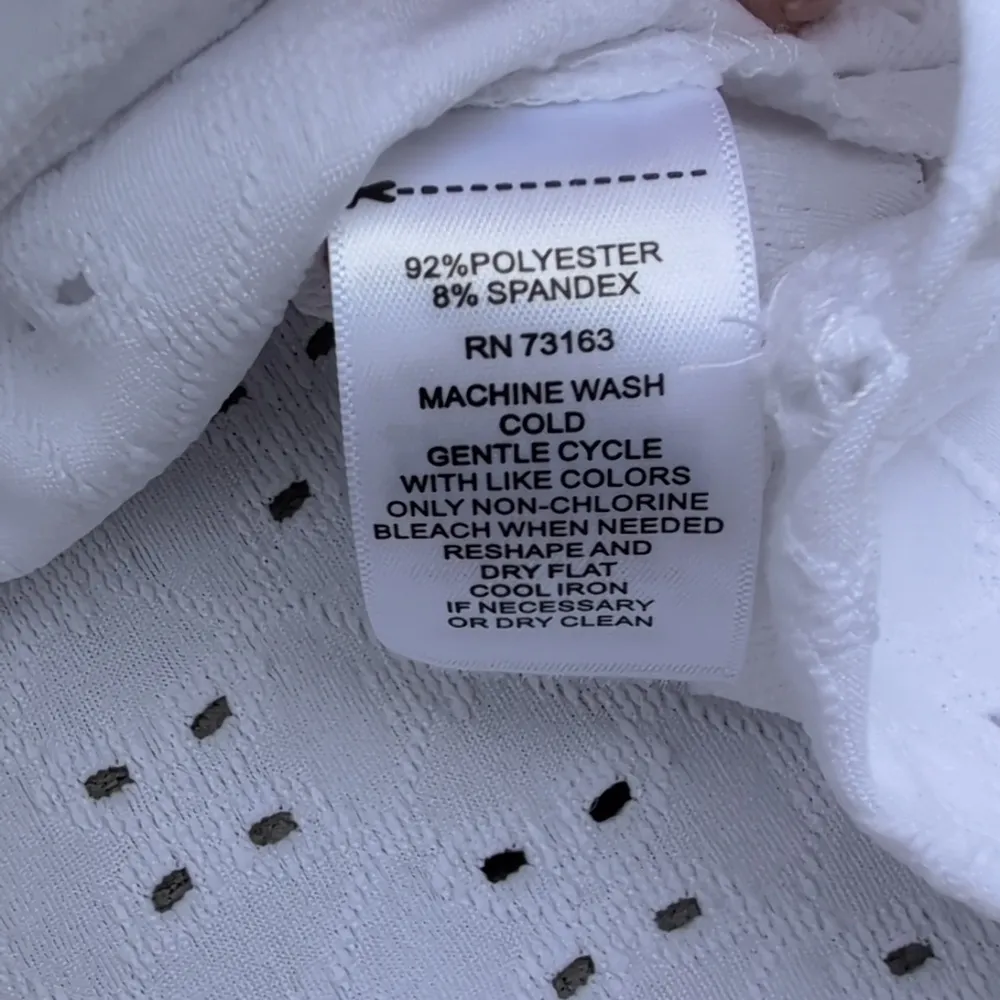 92%POLYESTER
8% SPANDEX
RN 73163
MACHINE WASH
COLD
GENTLE CYCLE
WITH LIKE COLORS
ONLY NON-CHLORINE
BLEACH WHEN NEEDED
RESHAPE AND
DRY FLAT
COOL IRON
IF NECESSARY
OR DRY CLEAN